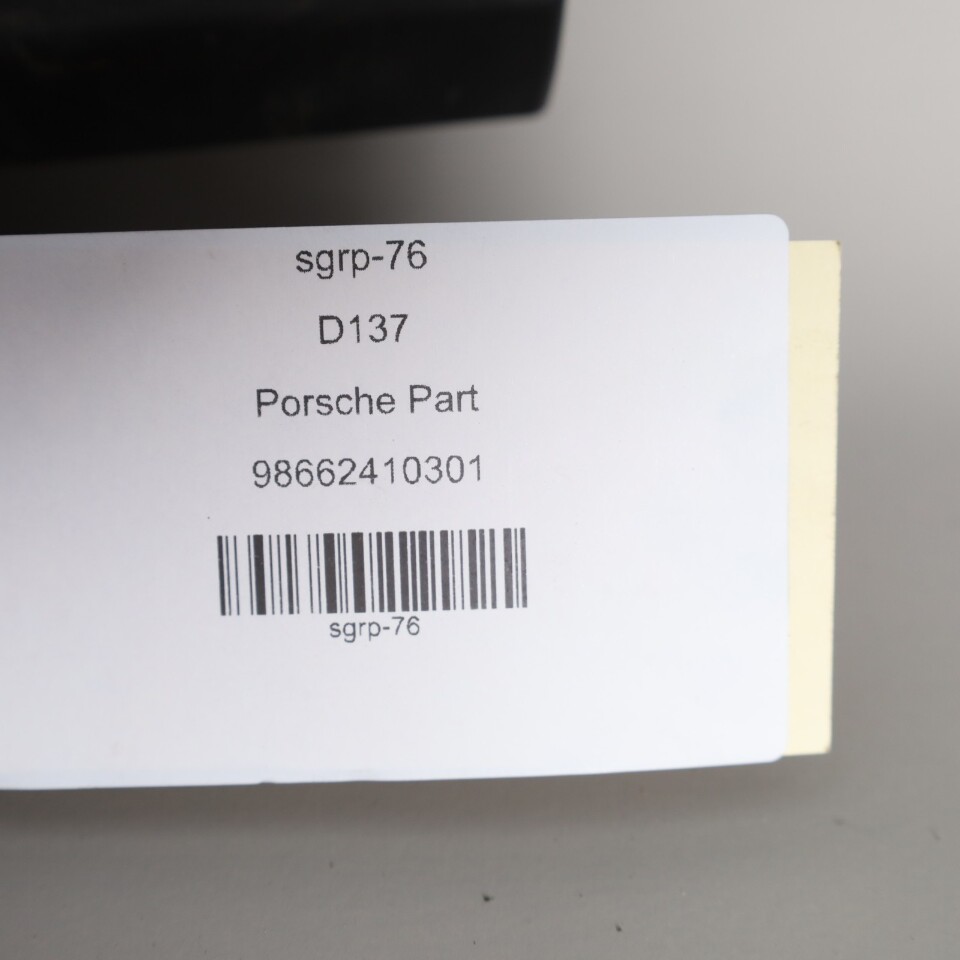 sgrp-76
D137
Porsche Part
98662410301
sgrp-76